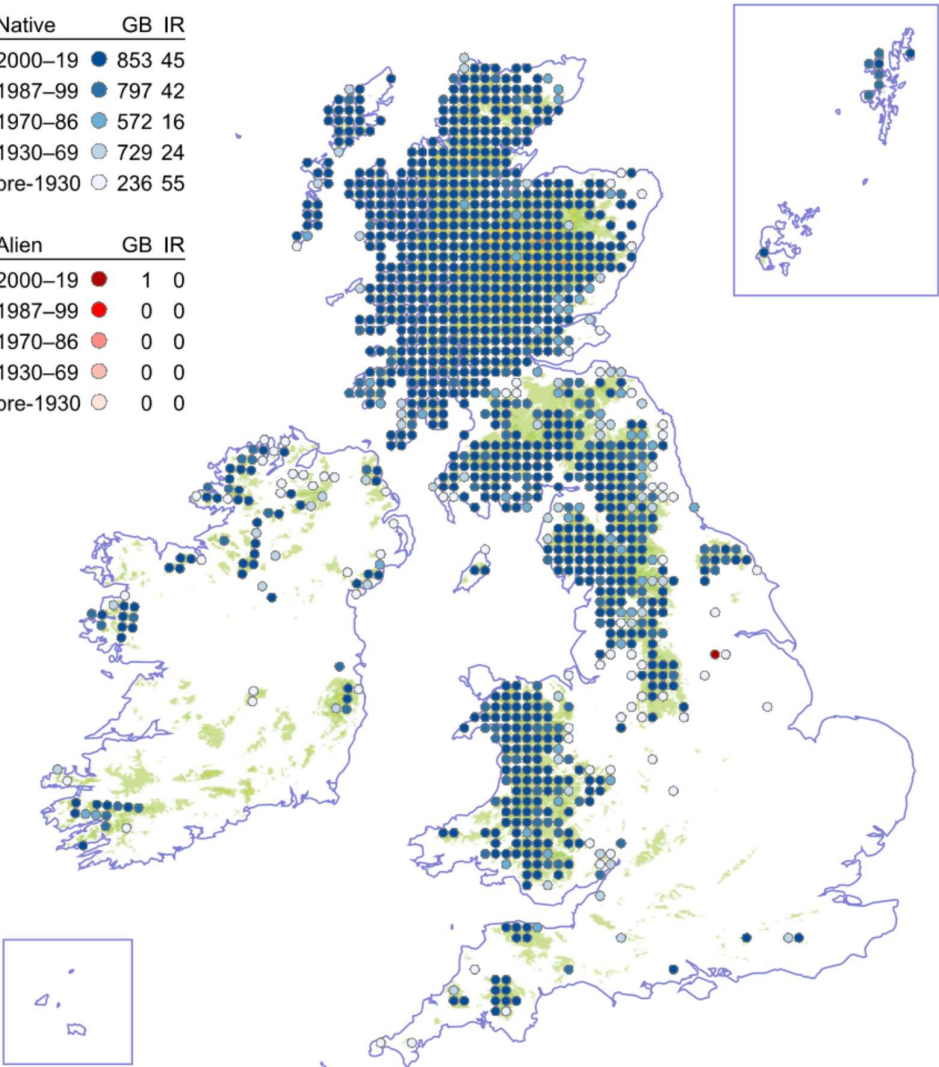 Native GB IR
2000–19 853 45
1987–99 797 42
1970–86 572 16
1930–69 729 24
pre-1930 236 55
Alien GB IR
2000–19 1 0
1987–99 0 0
1970–86 0 0
1930–69 0 0
pre-1930 0 0